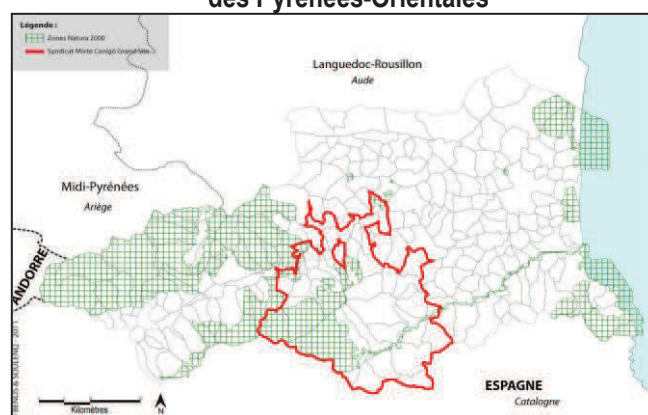 des Pyrénées-Orientales
Légende :
Zones Natura 2000
Syndicat Mixte Canigó Grand Site
Languedoc-Rousillon
Aude
Midi-Pyrénées
Ariège
ANDORRE
ESPAGNE
Catalogne
Kilomètres
N